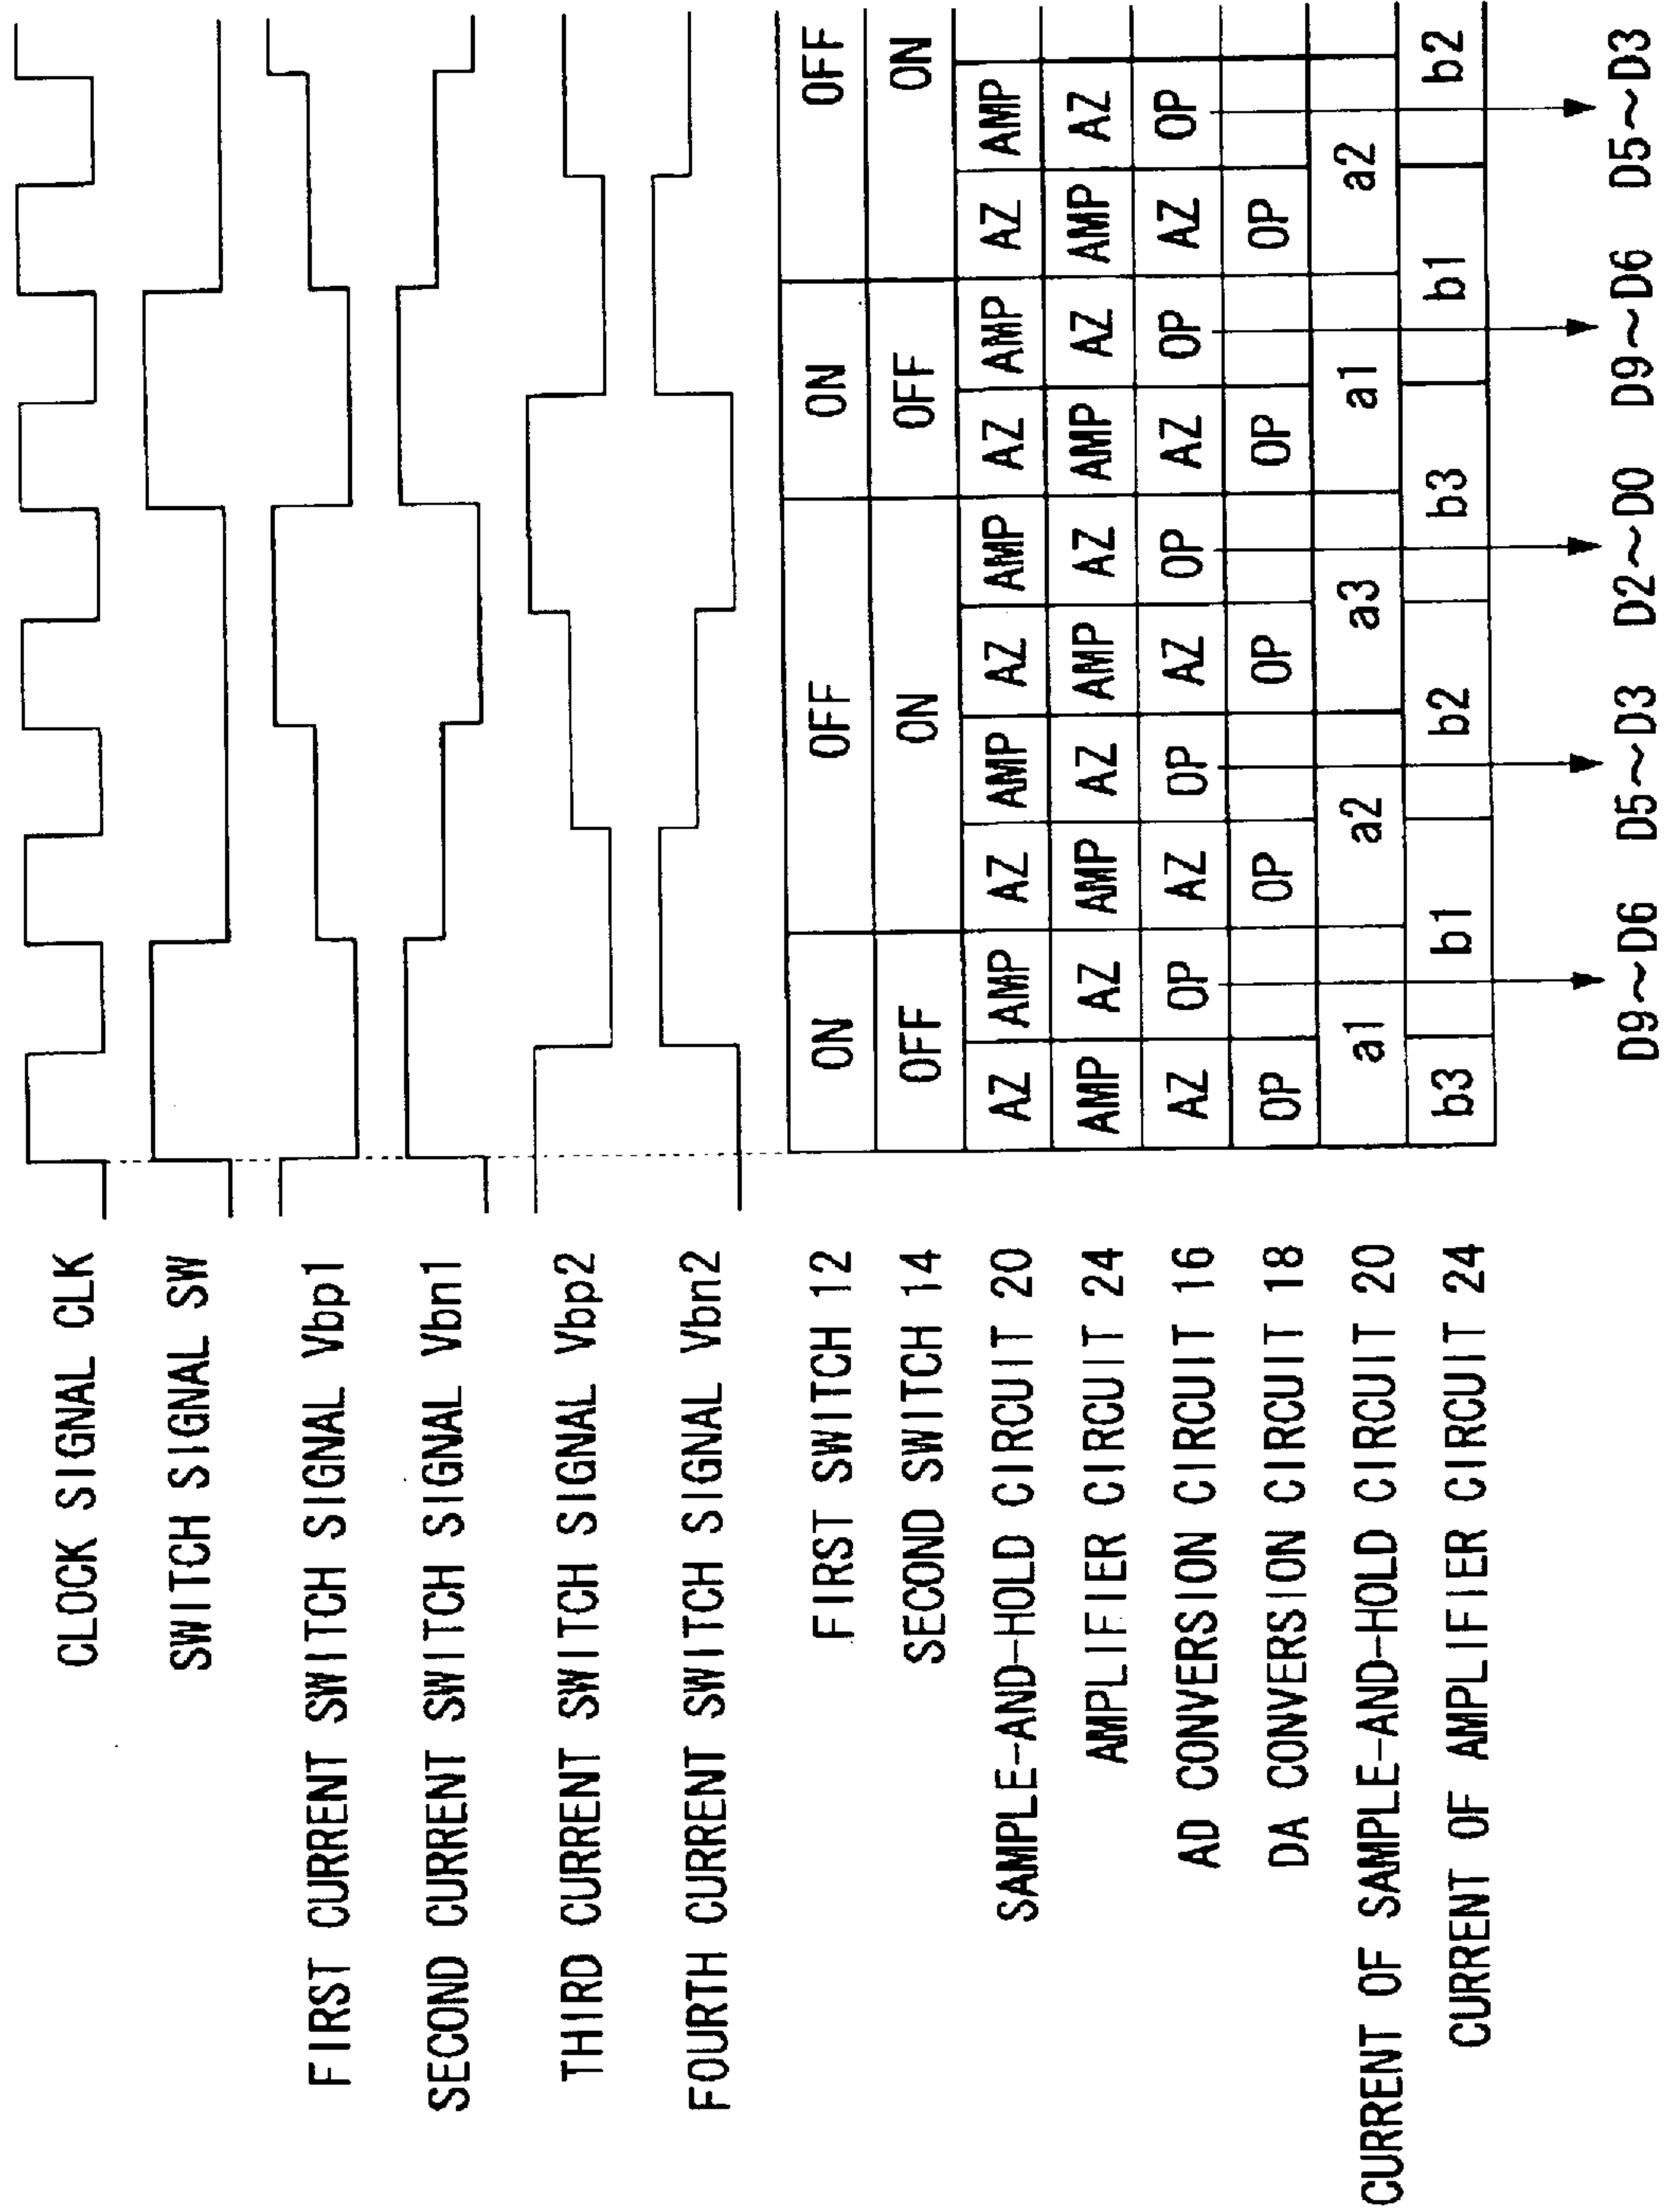 CLOCK SIGNAL CLK
SWITCH SIGNAL SW
FIRST CURRENT SWITCH SIGNAL Vbp1
SECOND CURRENT SWITCH SIGNAL Vbn1
THIRD CURRENT SWITCH SIGNAL Vbp2
FOURTH CURRENT SWITCH SIGNAL Vbn2
FIRST SWITCH 12 ON OFF ON OFF
SECOND SWITCH 14 OFF ON OFF ON
SAMPLE-AND-HOLD CIRCUIT 20 AZ AMP AZ AMP AZ AMP AZ AMP AZ AMP
AMPLIFIER CIRCUIT 24 AMP AZ AMP AZ AMP AZ AMP AZ AMP AZ
AD CONVERSION CIRCUIT 16 AZ OP AZ OP AZ OP AZ OP AZ OP
DA CONVERSION CIRCUIT 18 OP OP OP OP OP
CURRENT OF SAMPLE-AND-HOLD CIRCUIT 20 a1 a2 a3 a1 a2
CURRENT OF AMPLIFIER CIRCUIT 24 b3 b1 b2 b3 b1 b2
D9~D6 D5~D3 D2~D0 D9~D6 D5~D3